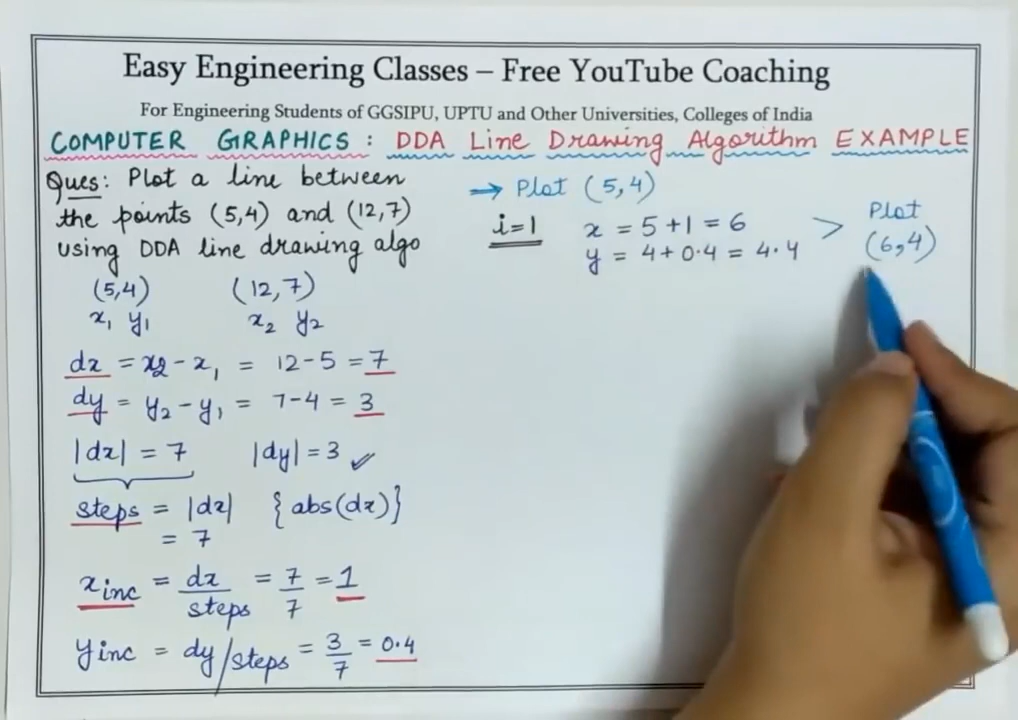 Easy Engineering Classes – Free YouTube Coaching
For Engineering Students of GGSIPU, UPTU and Other Universities, Colleges of India
COMPUTER GRAPHICS : DDA Line Drawing Algorithm EXAMPLE
Ques: Plot a line between
the points (5,4) and (12,7)
using DDA line drawing algo
(5,4) (12,7)
x₁ y₁ x₂ y₂
dx = x₂ - x₁ = 12-5 = 7
dy = y₂ - y₁ = 7-4 = 3
|dx| = 7 |dy| = 3 ✓
steps = |dx| {abs(dx)}
= 7
xinc = dx/steps = 7/7 = 1
yinc = dy/steps = 3/7 = 0.4
→ Plot (5,4)
i=1 x = 5+1 = 6
y = 4+0.4 = 4.4
> Plot
(6,4)